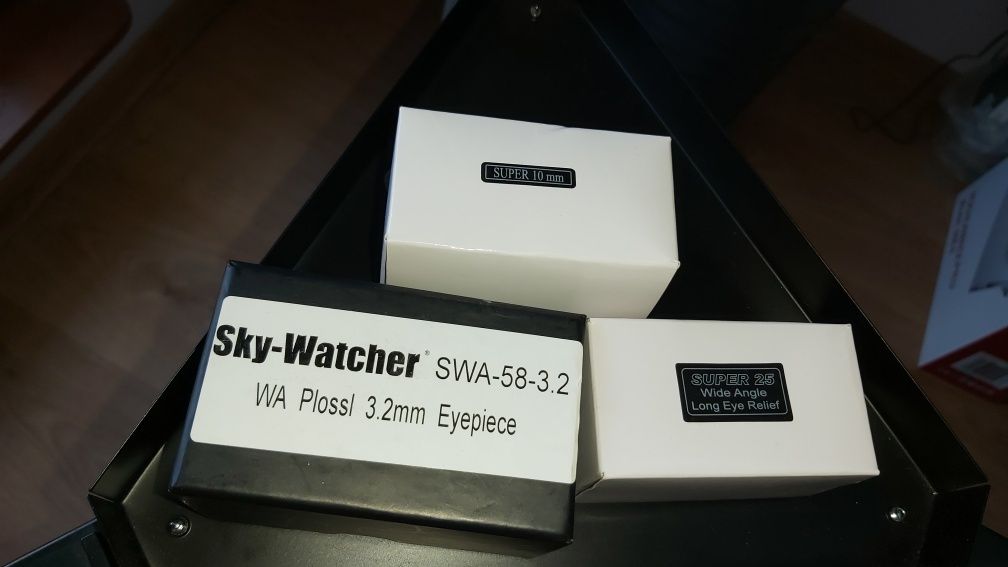 SUPER 10 mm
Sky-Watcher® SWA-58-3.2
WA Plossl 3.2mm Eyepiece
SUPER 25
Wide Angle
Long Eye Relief